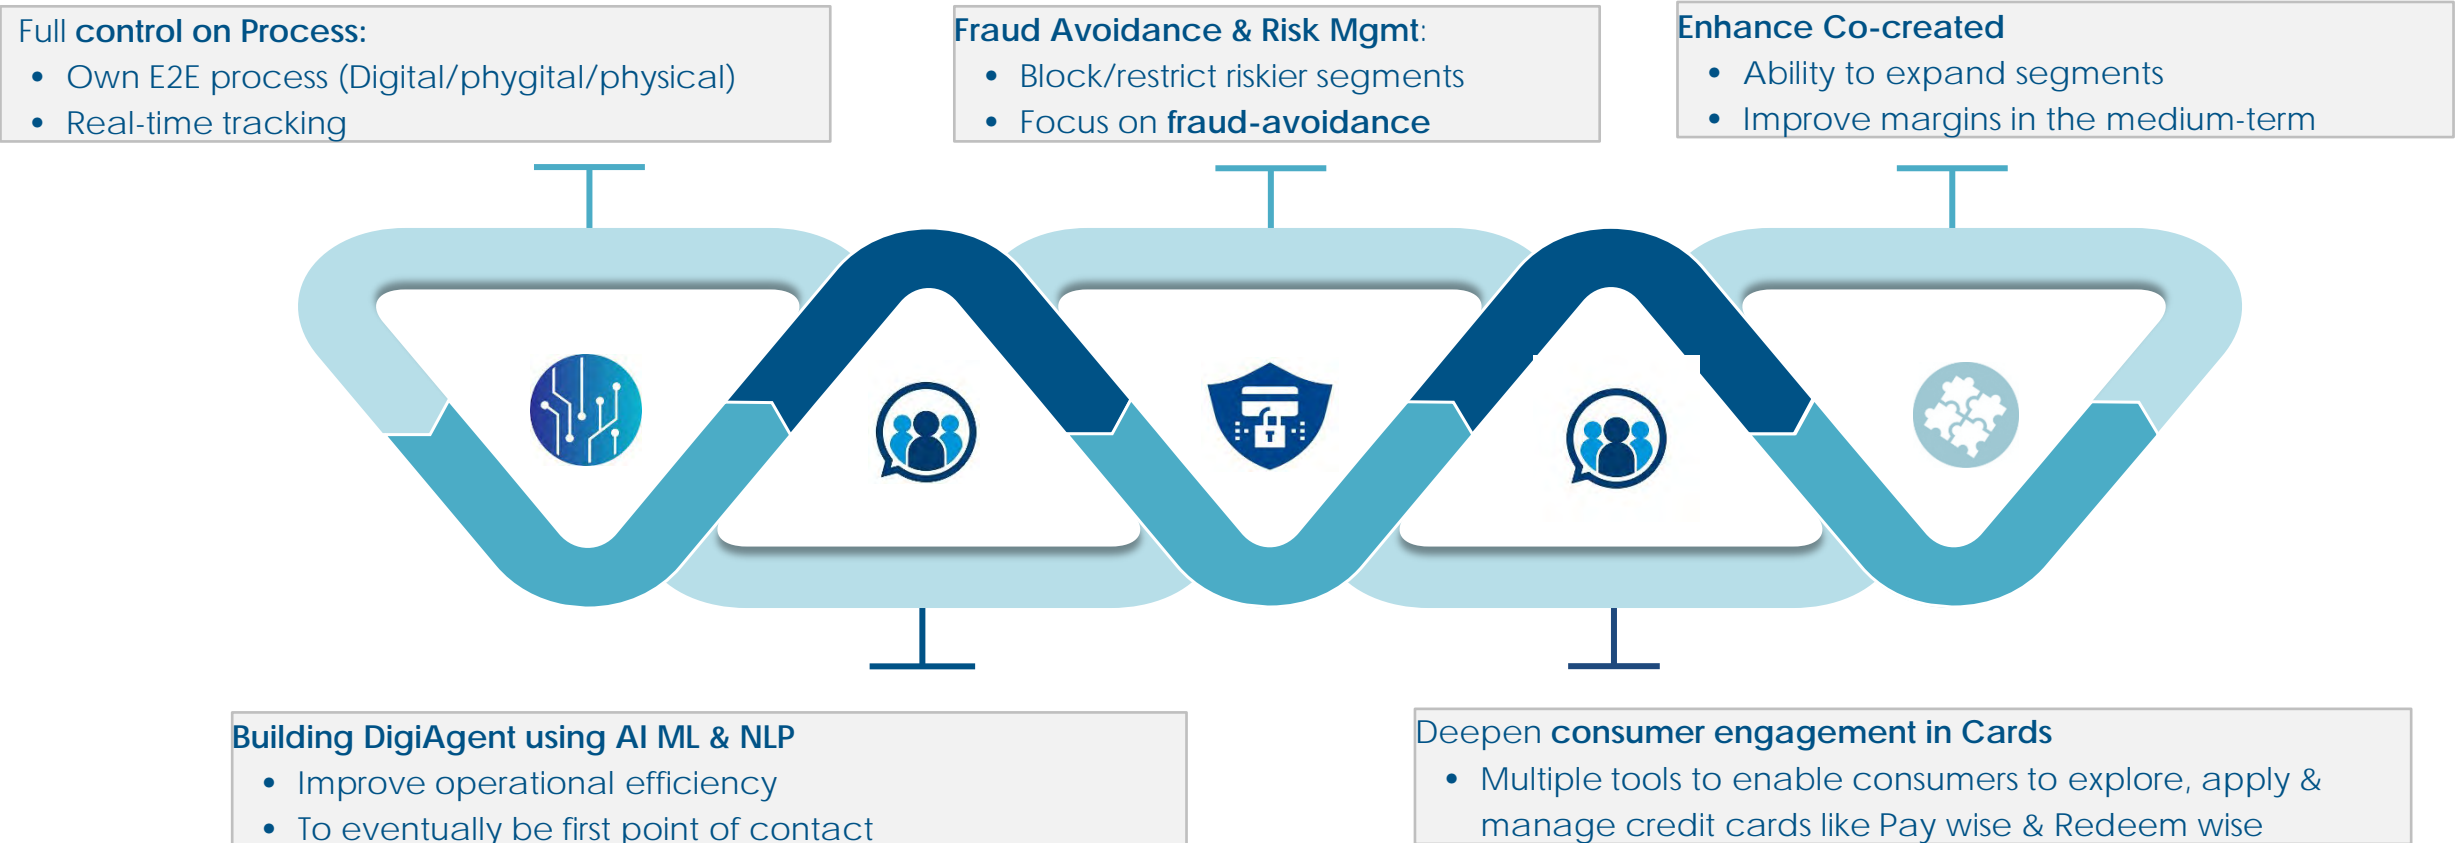 Full control on Process:
• Own E2E process (Digital/phygital/physical)
• Real-time tracking
Fraud Avoidance & Risk Mgmt:
• Block/restrict riskier segments
• Focus on fraud-avoidance
Enhance Co-created
• Ability to expand segments
• Improve margins in the medium-term
Building DigiAgent using AI ML & NLP
• Improve operational efficiency
• To eventually be first point of contact
Deepen consumer engagement in Cards
• Multiple tools to enable consumers to explore, apply &
manage credit cards like Pay wise & Redeem wise